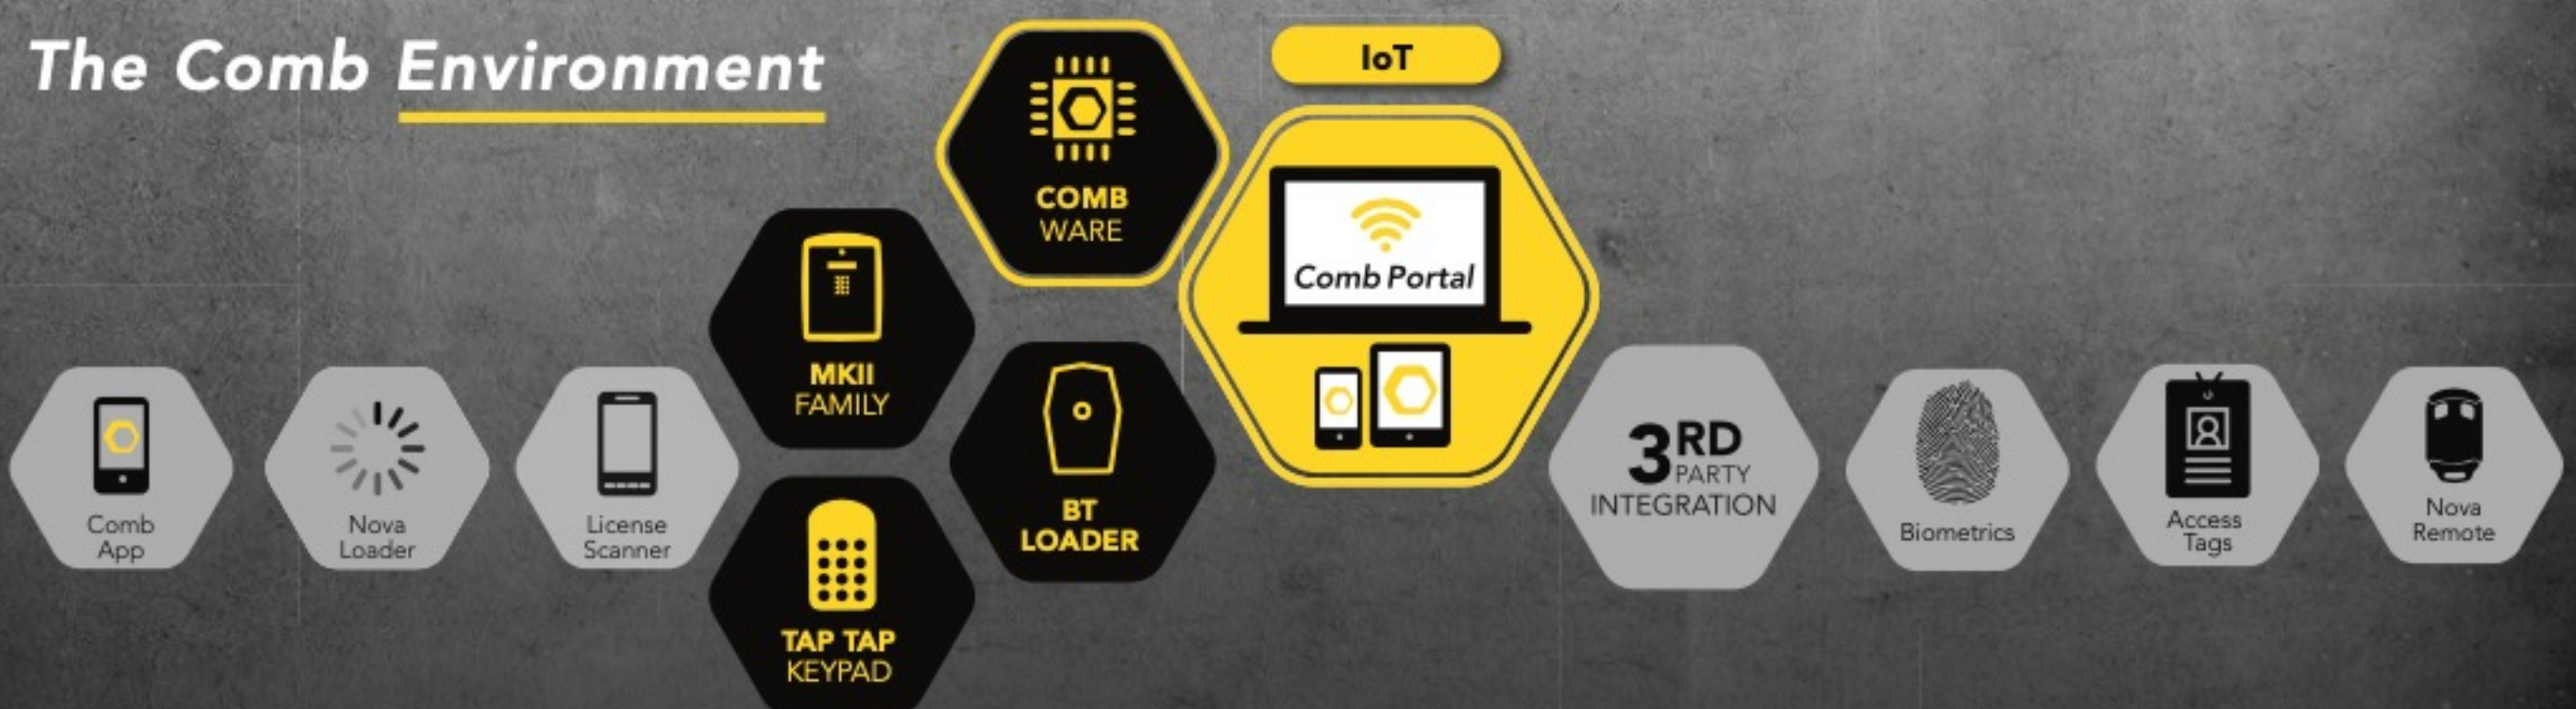 The Comb Environment
COMB
WARE
IoT
Comb Portal
MKII
FAMILY
BT
LOADER
TAP TAP
KEYPAD
Comb
App
Nova
Loader
License
Scanner
3RD
PARTY
INTEGRATION
Biometrics
Access
Tags
Nova
Remote